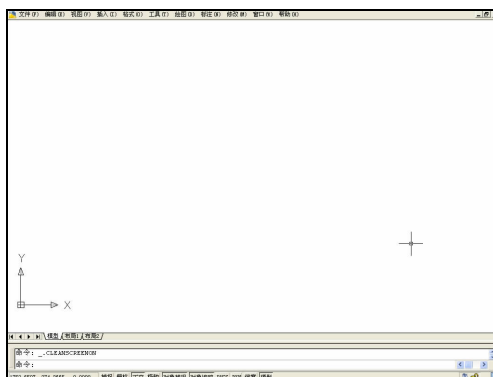 文件(F) 编辑(E) 视图(V) 插入(I) 格式(O) 工具(T) 绘图(D) 标注(N) 修改(M) 窗口(W) 帮助(H)
Y
X
模型 布局1 布局2
命令: _.CLEANSCREENON
命令:
捕捉 栅格 正交 极轴 对象捕捉 对象追踪 DUCS DYN 线宽 模型